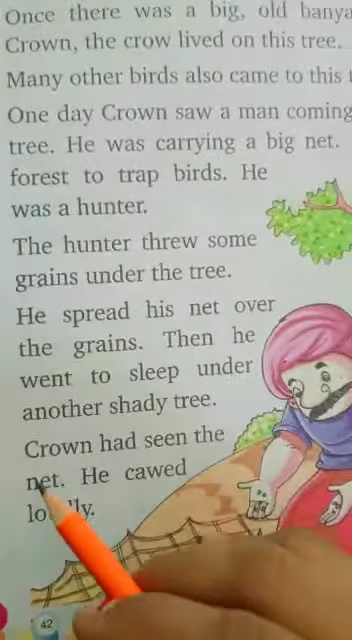 Once there was a big, old
Crown, the crow lived on this tree.
Many other birds also came to this
One day Crown saw a man coming
tree. He was carrying a big net.
forest to trap birds. He
was a hunter.
The hunter threw some
grains under the tree.
He spread his net over
the grains. Then he
went to sleep under
another shady tree.
Crown had seen the
net. He cawed
42